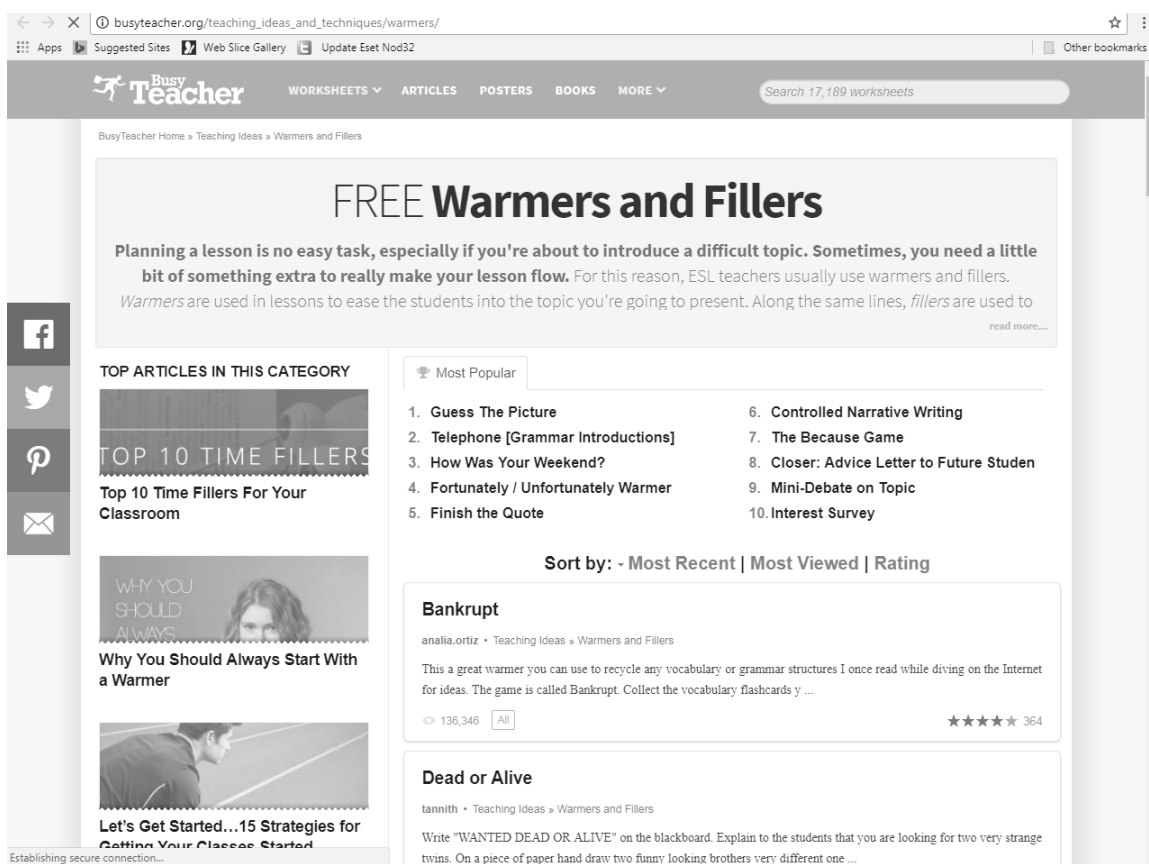 busyteacher.org/teaching_ideas_and_techniques/warmers/
Apps Suggested Sites Web Slice Gallery Update Eset Nod32 Other bookmarks
Busy Teacher
WORKSHEETS ARTICLES POSTERS BOOKS MORE Search 17,189 worksheets
BusyTeacher Home » Teaching Ideas » Warmers and Fillers
FREE Warmers and Fillers
Planning a lesson is no easy task, especially if you're about to introduce a difficult topic. Sometimes, you need a little
bit of something extra to really make your lesson flow. For this reason, ESL teachers usually use warmers and fillers.
Warmers are used in lessons to ease the students into the topic you're going to present. Along the same lines, fillers are used to
read more...
TOP ARTICLES IN THIS CATEGORY
TOP 10 TIME FILLERS
Top 10 Time Fillers For Your
Classroom
WHY YOU
SHOULD
ALWAYS
Why You Should Always Start With
a Warmer
Let's Get Started…15 Strategies for
Getting Your Classes Started
Most Popular
1. Guess The Picture
2. Telephone [Grammar Introductions]
3. How Was Your Weekend?
4. Fortunately / Unfortunately Warmer
5. Finish the Quote
6. Controlled Narrative Writing
7. The Because Game
8. Closer: Advice Letter to Future Studen
9. Mini-Debate on Topic
10. Interest Survey
Sort by: - Most Recent | Most Viewed | Rating
Bankrupt
analia.ortiz • Teaching Ideas » Warmers and Fillers
This a great warmer you can use to recycle any vocabulary or grammar structures I once read while diving on the Internet
for ideas. The game is called Bankrupt. Collect the vocabulary flashcards y ...
136,346 All 364
Dead or Alive
tannith • Teaching Ideas » Warmers and Fillers
Write "WANTED DEAD OR ALIVE" on the blackboard. Explain to the students that you are looking for two very strange
twins. On a piece of paper hand draw two funny looking brothers very different one ...
Establishing secure connection...